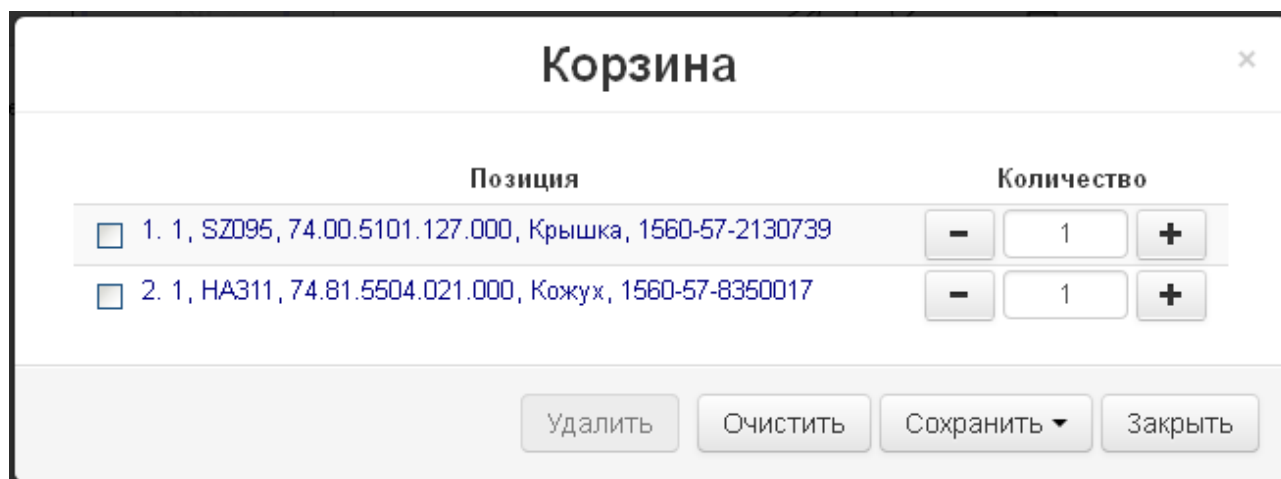 Корзина
×
Позиция Количество
1. 1, SZ095, 74.00.5101.127.000, Крышка, 1560-57-2130739 - 1 +
2. 1, HA311, 74.81.5504.021.000, Кожух, 1560-57-8350017 - 1 +
Удалить Очистить Сохранить Закрыть